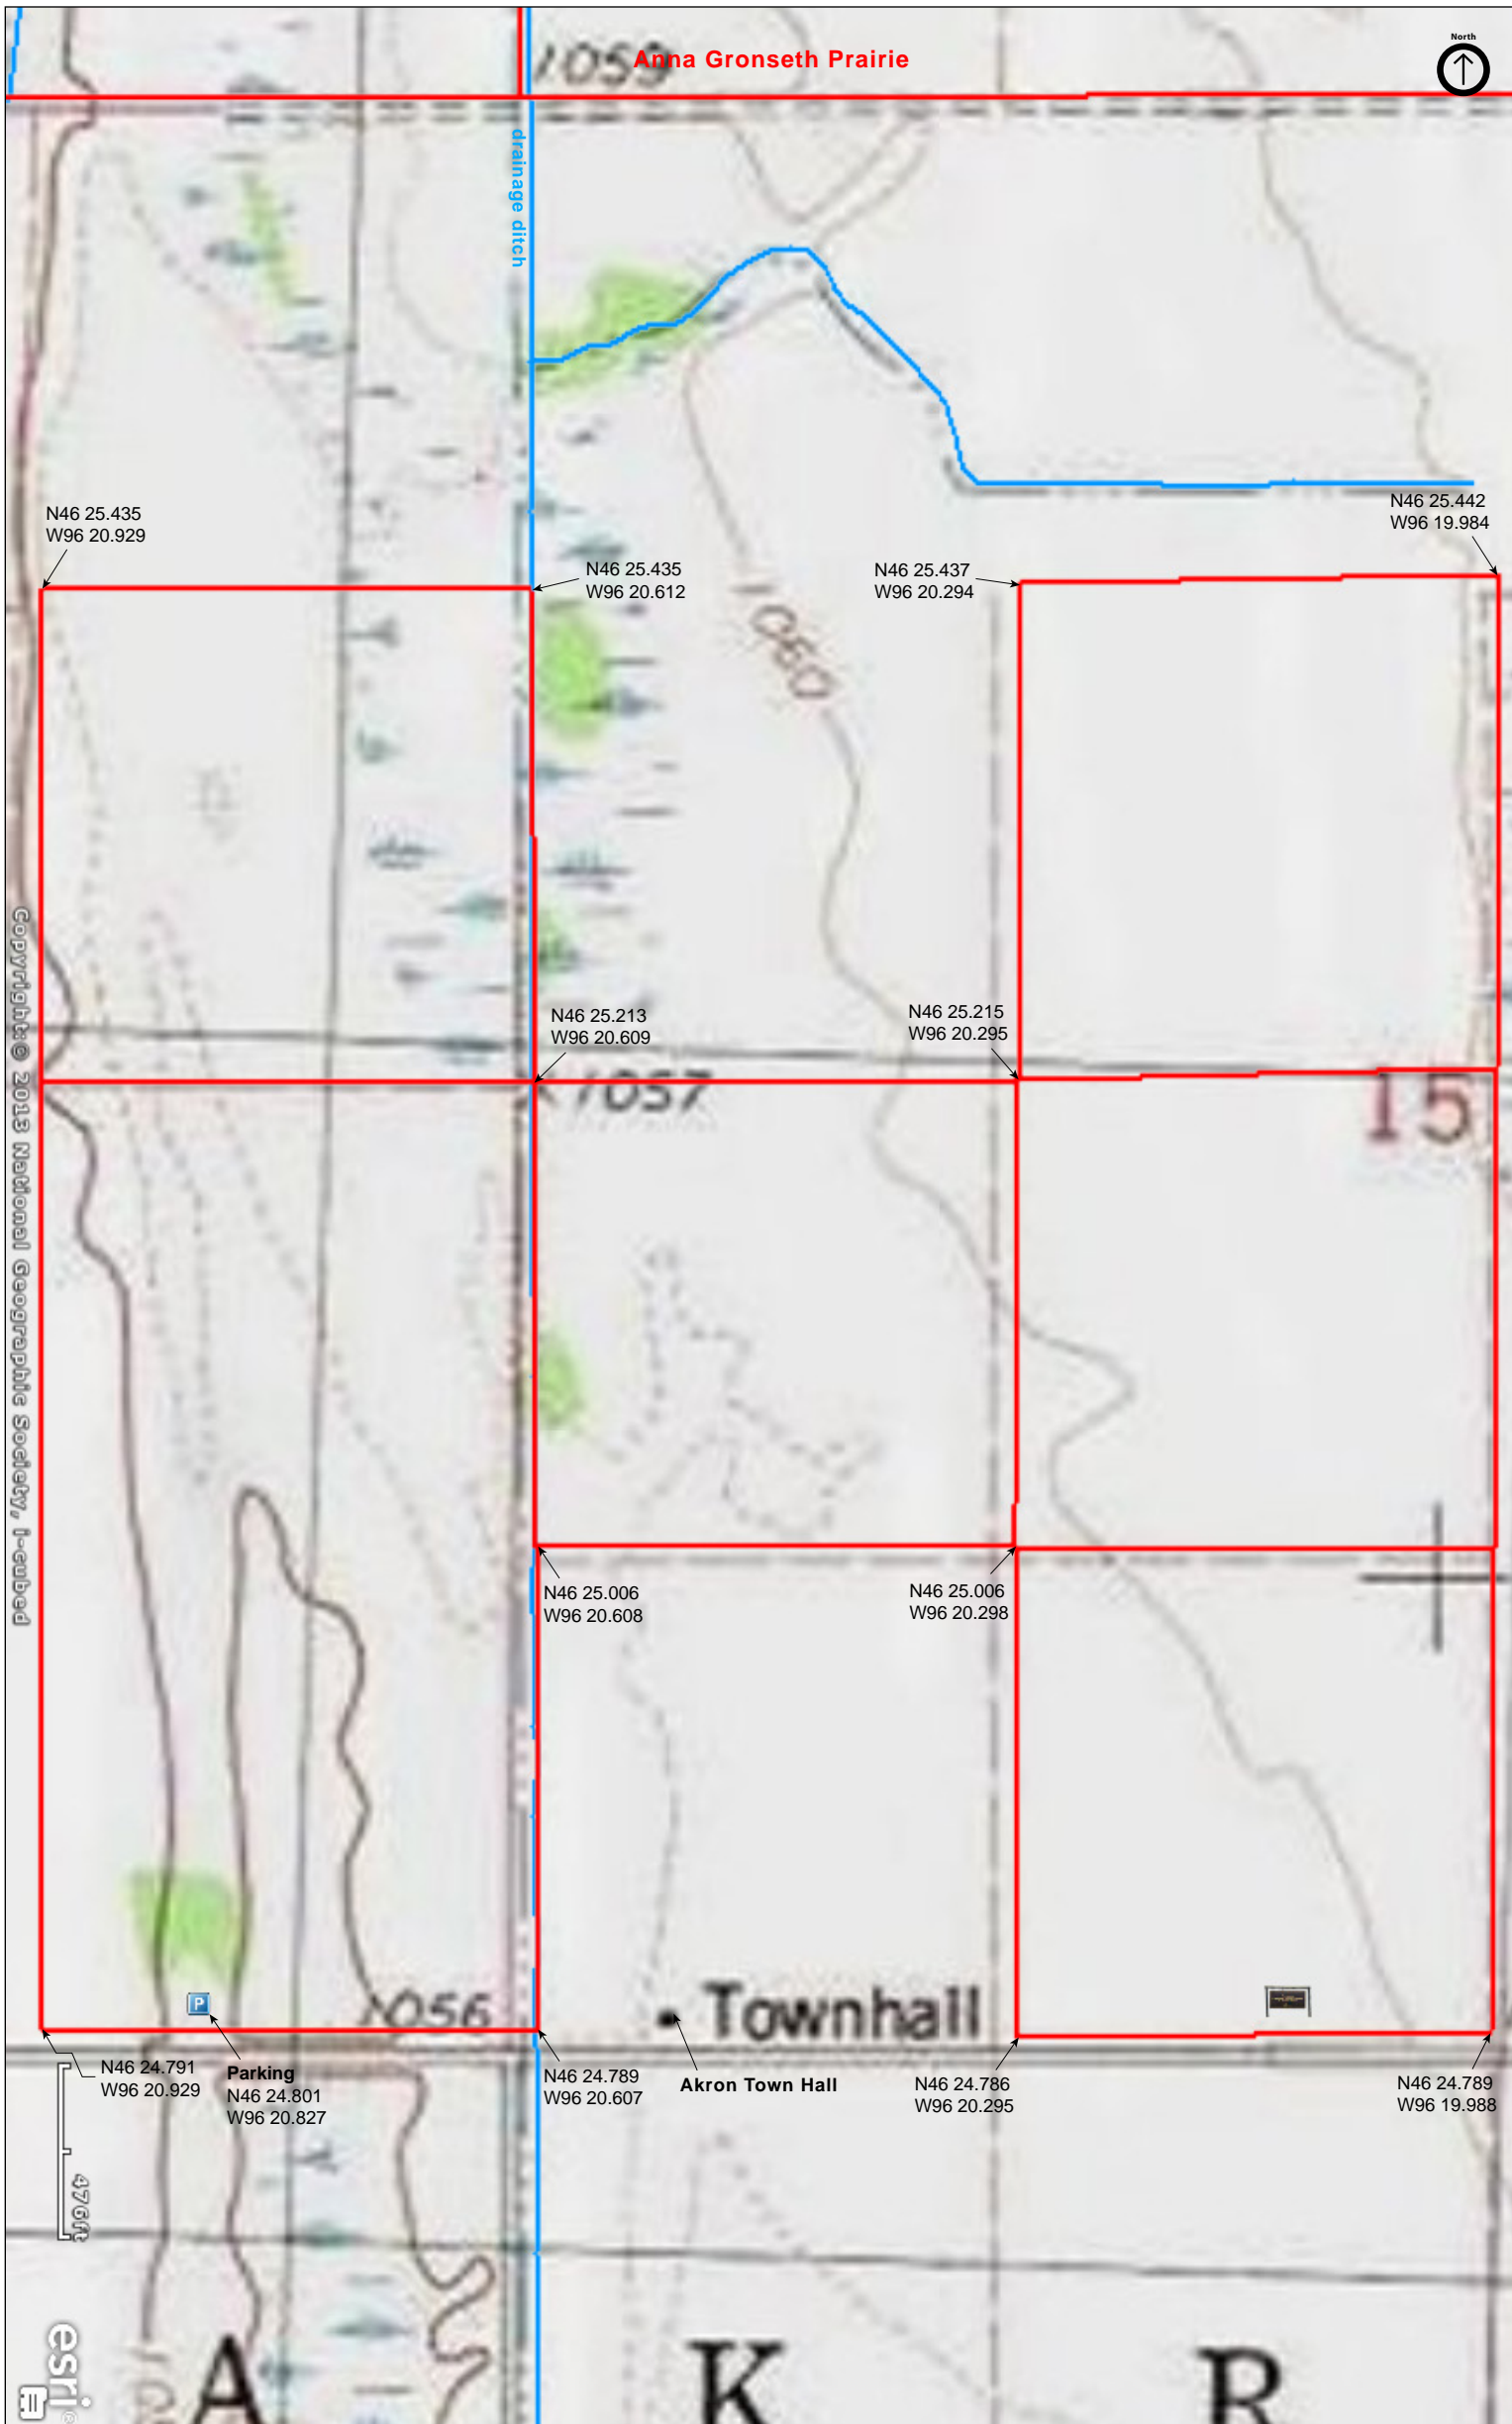 North
1059
Anna Gronseth Prairie
drainage ditch
N46 25.442
W96 19.984
N46 25.435
W96 20.929
N46 25.435
W96 20.612
N46 25.437
W96 20.294
1060
Copyright:© 2013 National Geographic Society, i-cubed
N46 25.213
W96 20.609
N46 25.215
W96 20.295
1057
15
N46 25.006
W96 20.608
N46 25.006
W96 20.298
P
1056
Townhall
N46 24.791
W96 20.929
Parking
N46 24.801
W96 20.827
N46 24.789
W96 20.607
Akron Town Hall
N46 24.786
W96 20.295
N46 24.789
W96 19.988
476ft
esri
A K R